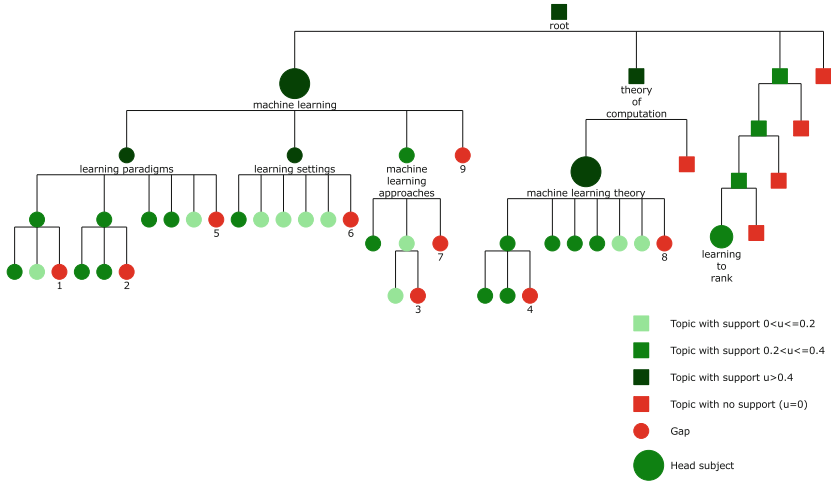 root
machine learning
theory
of
computation
learning paradigms
learning settings
machine
learning
approaches
9
machine learning theory
5
6
7
8
learning
to
rank
1
2
3
4
Topic with support 0<u<=0.2
Topic with support 0.2<u<=0.4
Topic with support u>0.4
Topic with no support (u=0)
Gap
Head subject